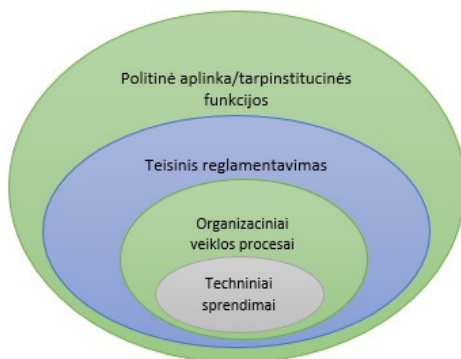 Politinė aplinka/tarpinstitucinės
funkcijos
Teisinis reglamentavimas
Organizaciniai
veiklos procesai
Techniniai
sprendimai